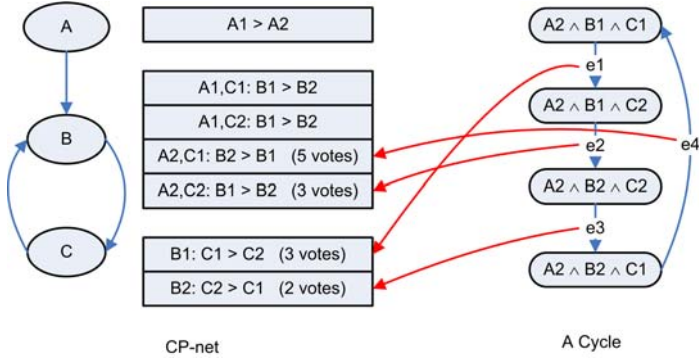 A
A1 > A2
B
C
A1,C1: B1 > B2
A1,C2: B1 > B2
A2,C1: B2 > B1 (5 votes)
A2,C2: B1 > B2 (3 votes)
B1: C1 > C2 (3 votes)
B2: C2 > C1 (2 votes)
CP-net
A2 ∧ B1 ∧ C1
e1
A2 ∧ B1 ∧ C2
e2
e4
A2 ∧ B2 ∧ C2
e3
A2 ∧ B2 ∧ C1
A Cycle